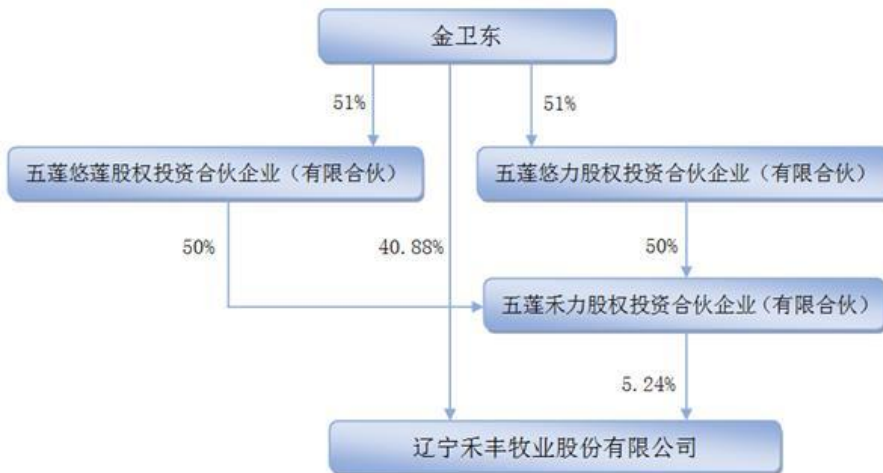 金卫东
51%
51%
五莲悠莲股权投资合伙企业（有限合伙）
五莲悠力股权投资合伙企业（有限合伙）
50%
40.88%
50%
五莲禾力股权投资合伙企业（有限合伙）
5.24%
辽宁禾丰牧业股份有限公司